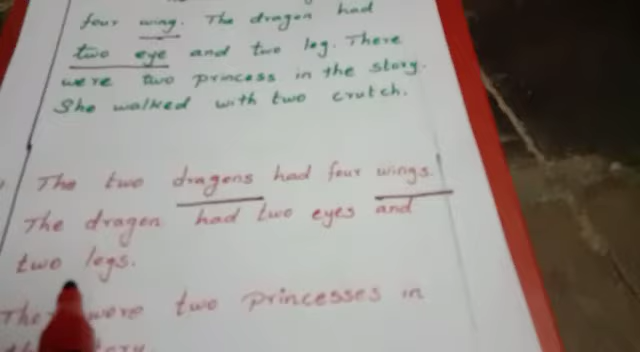 four wing. The dragon had
two eye and two leg. There
were two princess in the story.
She walked with two crutch.
The two dragons had four wings.
The dragen had two eyes and
two legs.
were two princesses in